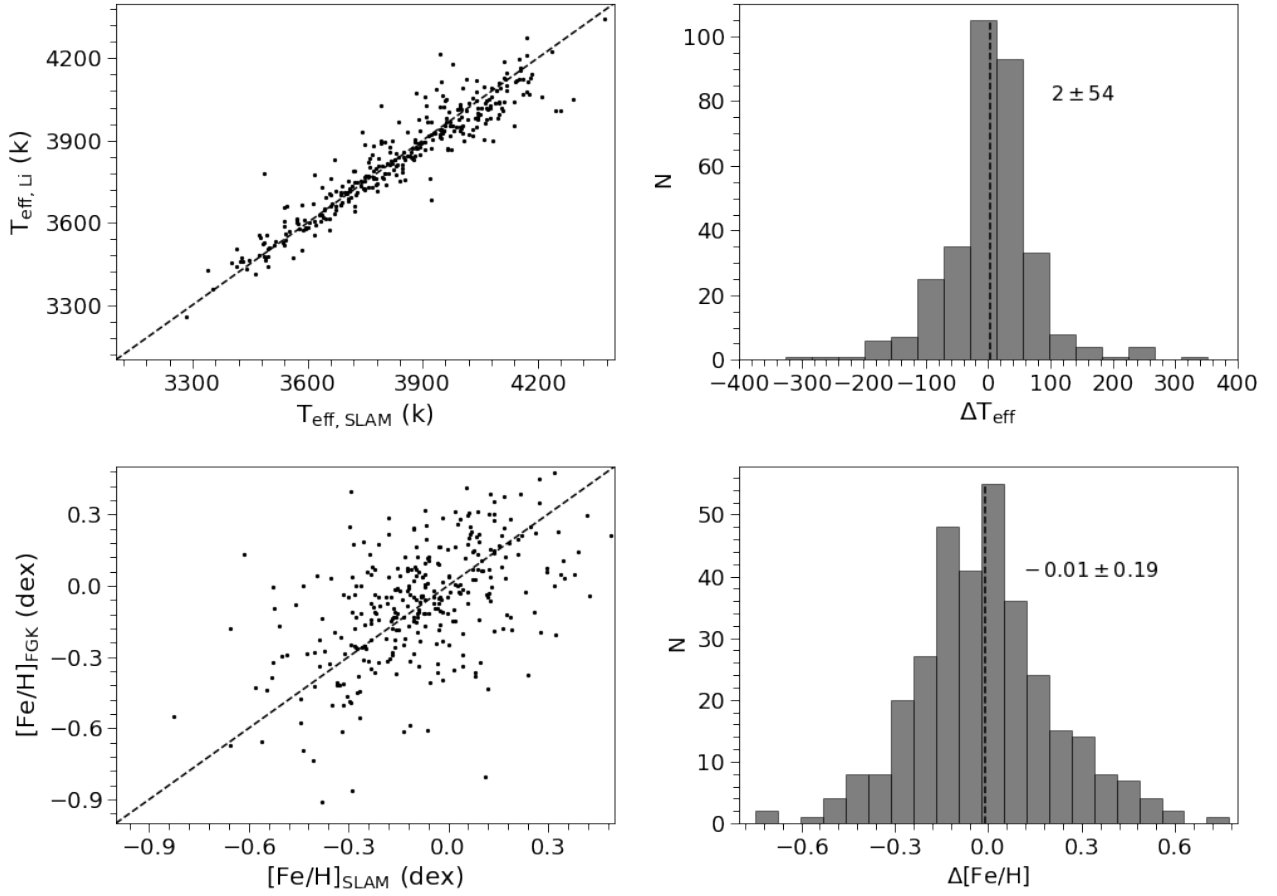 T_eff, Li (k)
4200
3900
3600
3300
3300 3600 3900 4200
T_eff, SLAM (k)
N
100
80
60
40
20
0
2 ± 54
−400 −300 −200 −100 0 100 200 300 400
ΔT_eff
[Fe/H]_FGK (dex)
0.3
0.0
−0.3
−0.6
−0.9
−0.9 −0.6 −0.3 0.0 0.3
[Fe/H]_SLAM (dex)
N
50
40
30
20
10
0
−0.01 ± 0.19
−0.6 −0.3 0.0 0.3 0.6
Δ[Fe/H]